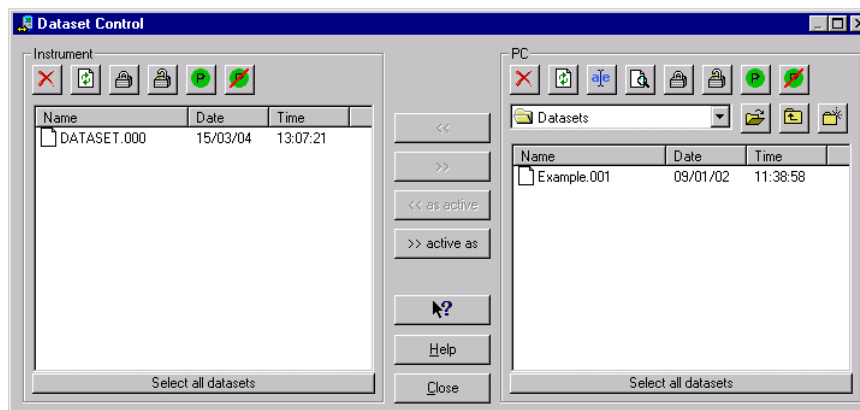 Dataset Control
Instrument
P P
Name Date Time
DATASET.000 15/03/04 13:07:21
Select all datasets
<<
>>
<< as active
>> active as
?
Help
Close
PC
a|e P P
Datasets
Name Date Time
Example.001 09/01/02 11:38:58
Select all datasets